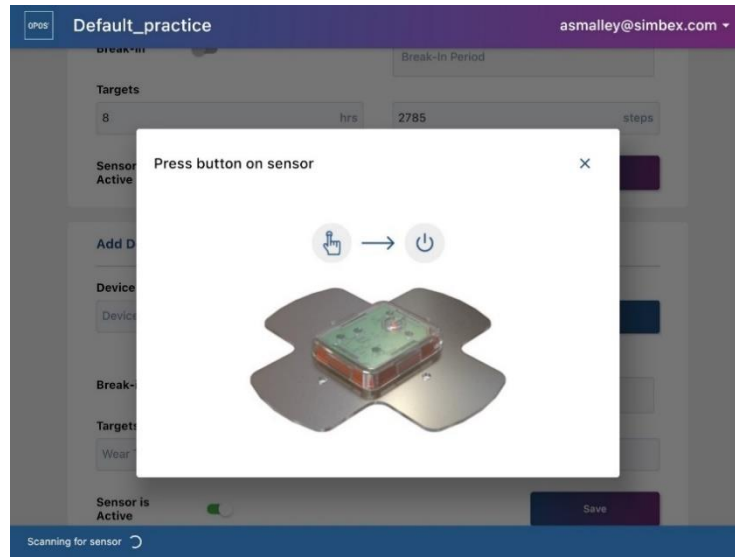 OPOS
Default_practice
asmalley@simbex.com
Break-In
Break-In Period
Targets
8 hrs 2785 steps
Press button on sensor
Sensor
Active
Add D
Device
Device
Break-
Targets
Wear
Sensor is
Active
Save
Scanning for sensor